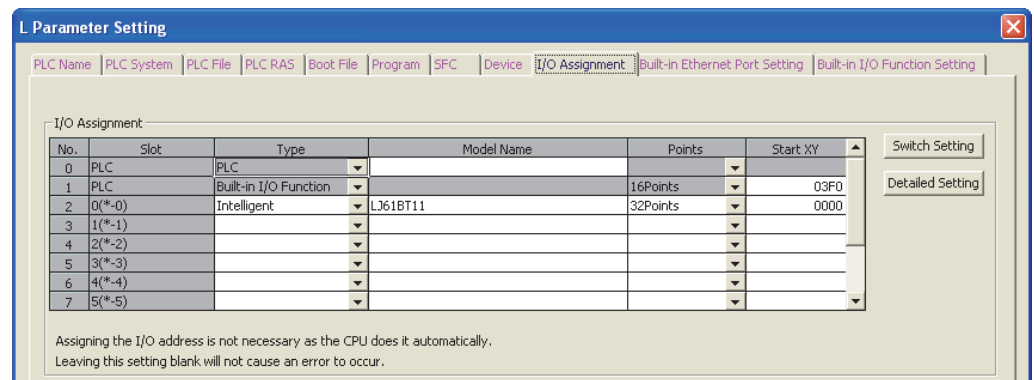 L Parameter Setting
PLC Name PLC System PLC File PLC RAS Boot File Program SFC Device I/O Assignment Built-in Ethernet Port Setting Built-in I/O Function Setting
I/O Assignment
No. Slot Type Model Name Points Start XY
Switch Setting
0 PLC PLC
1 PLC Built-in I/O Function 16Points 03F0
Detailed Setting
2 0(*-0) Intelligent LJ61BT11 32Points 0000
3 1(*-1)
4 2(*-2)
5 3(*-3)
6 4(*-4)
7 5(*-5)
Assigning the I/O address is not necessary as the CPU does it automatically.
Leaving this setting blank will not cause an error to occur.